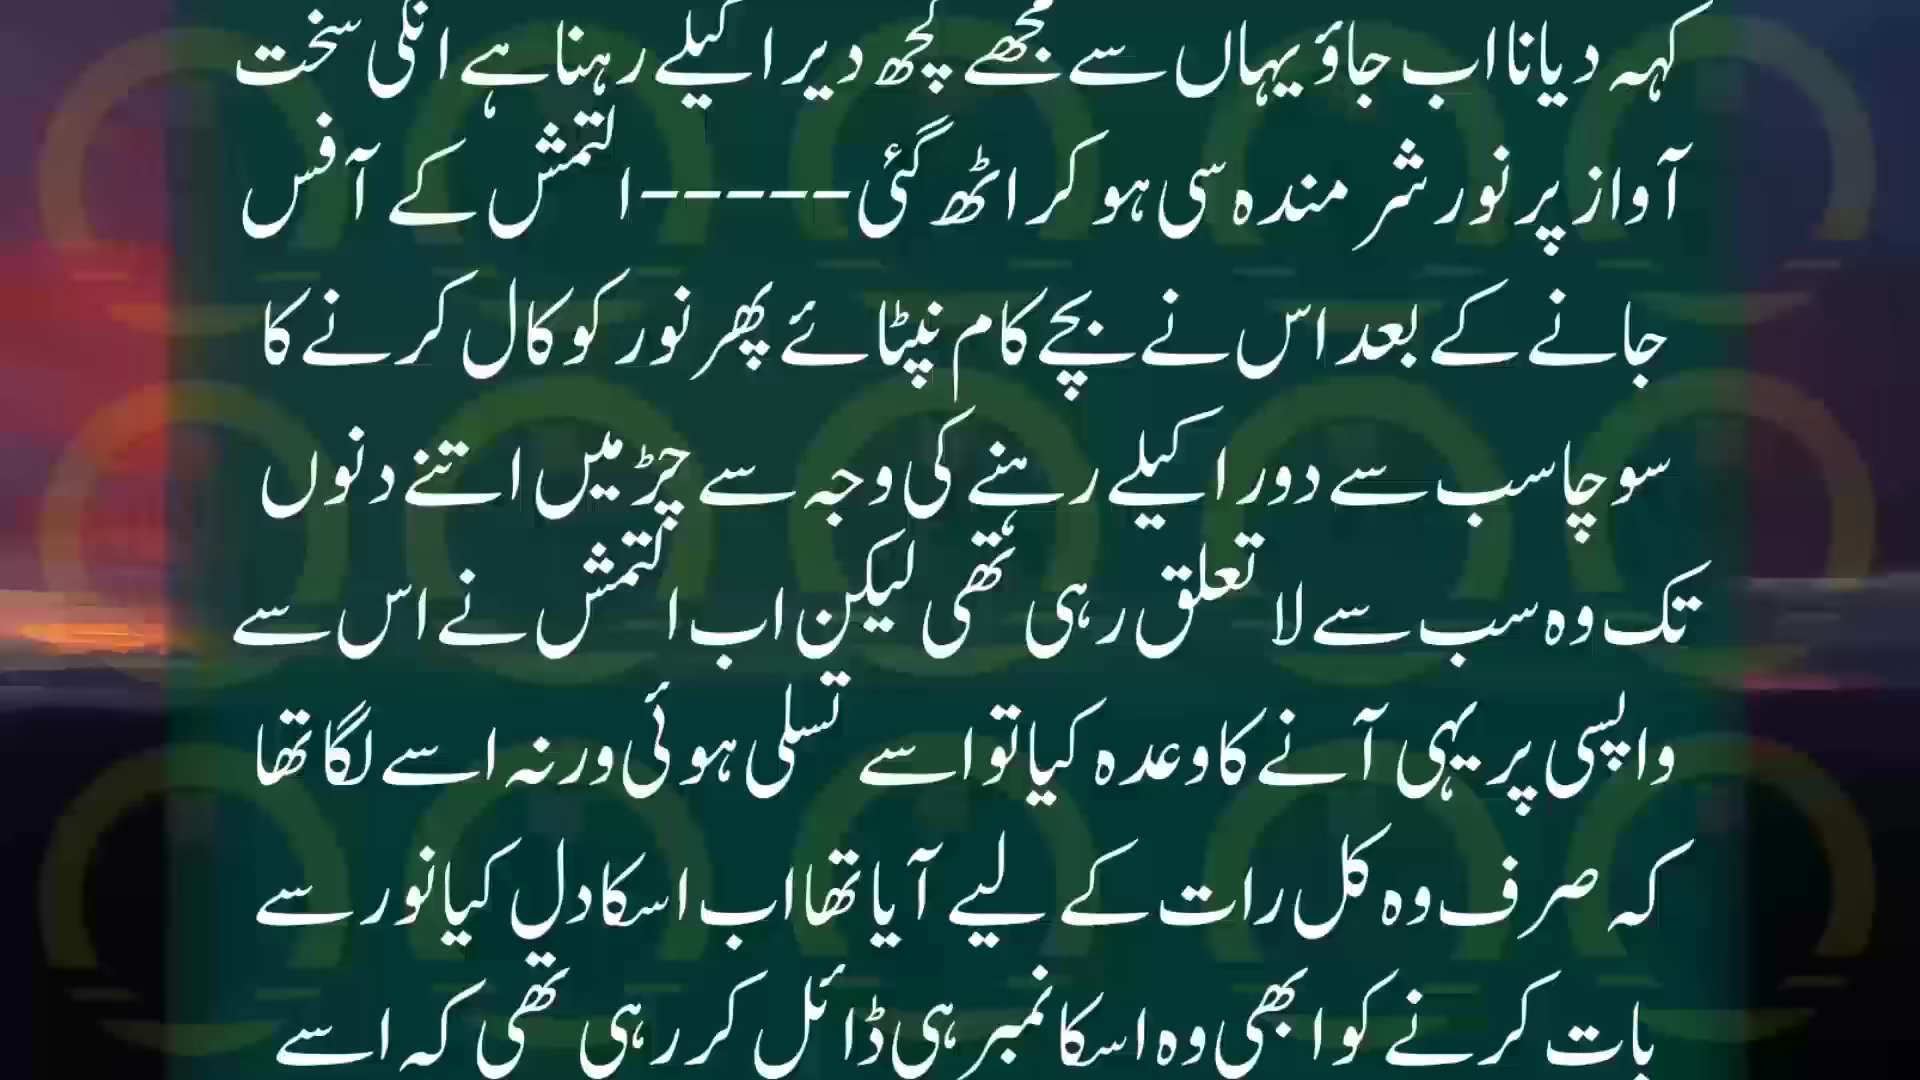 کہہ دیا نا اب جاؤ یہاں سے مجھے کچھ دیر اکیلے رہنا ہے انکی سخت
آواز پر نور شرمندہ سی ہو کر اٹھ گئی-----التمش کے آفس
جانے کے بعد اس نے بچے کام نپٹائے پھر نور کو کال کرنے کا
سوچا سب سے دور اکیلے رہنے کی وجہ سے چڑ میں اتنے دنوں
تک وہ سب سے لا تعلق رہی تھی لیکن اب التمش نے اس سے
واپسی پر یہی آنے کا وعدہ کیا تو اسے تسلی ہوئی ورنہ اسے لگا تھا
کہ صرف وہ کل رات کے لیے آیا تھا اب اسکا دل کیا نور سے
بات کرنے کو ابھی وہ اسکا نمبر ہی ڈائل کر رہی تھی کہ اسے